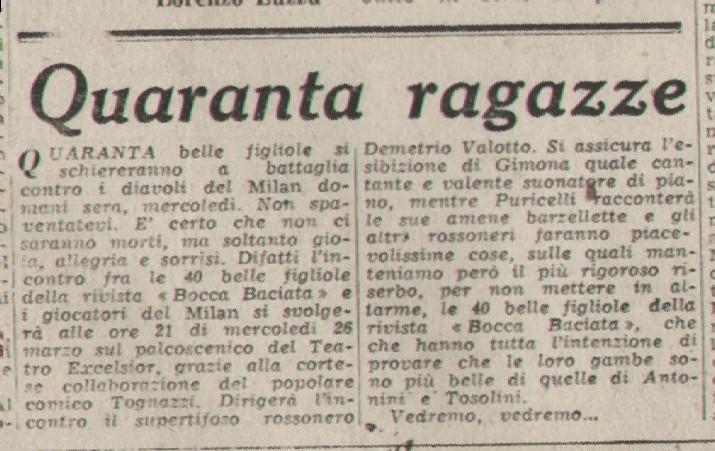 Quaranta ragazze
QUARANTA belle figliole si
schiereranno a battaglia
contro i diavoli del Milan do-
mani sera, mercoledì. Non spa-
ventatevi. E' certo che non ci
saranno morti, ma soltanto gio-
ia, allegria e sorrisi. Difatti l'in-
contro fra le 40 belle figliole
della rivista « Bocca Baciata » e
i giocatori del Milan si svolge-
rà alle ore 21 di mercoledì 26
marzo sul palcoscenico del Tea-
tro Excelsior, grazie alla corte-
se collaborazione del popolare
comico Tognazzi. Dirigerà l'in-
contro il supertifoso rossonero
Demetrio Valotto. Si assicura l'e-
sibizione di Gimona quale can-
tante e valente suonatore di pia-
no, mentre Puricelli racconterà
le sue amene barzellette e gli
altri rossoneri faranno piace-
volissime cose, sulle quali man-
teniamo però il più rigoroso ri-
serbo, per non mettere in al-
tarme, le 40 belle figliole della
rivista « Bocca Baciata », che
che hanno tutta l'intenzione di
provare che le loro gambe so-
no più belle di quelle di Anto-
nini e Tosolini.
Vedremo, vedremo...